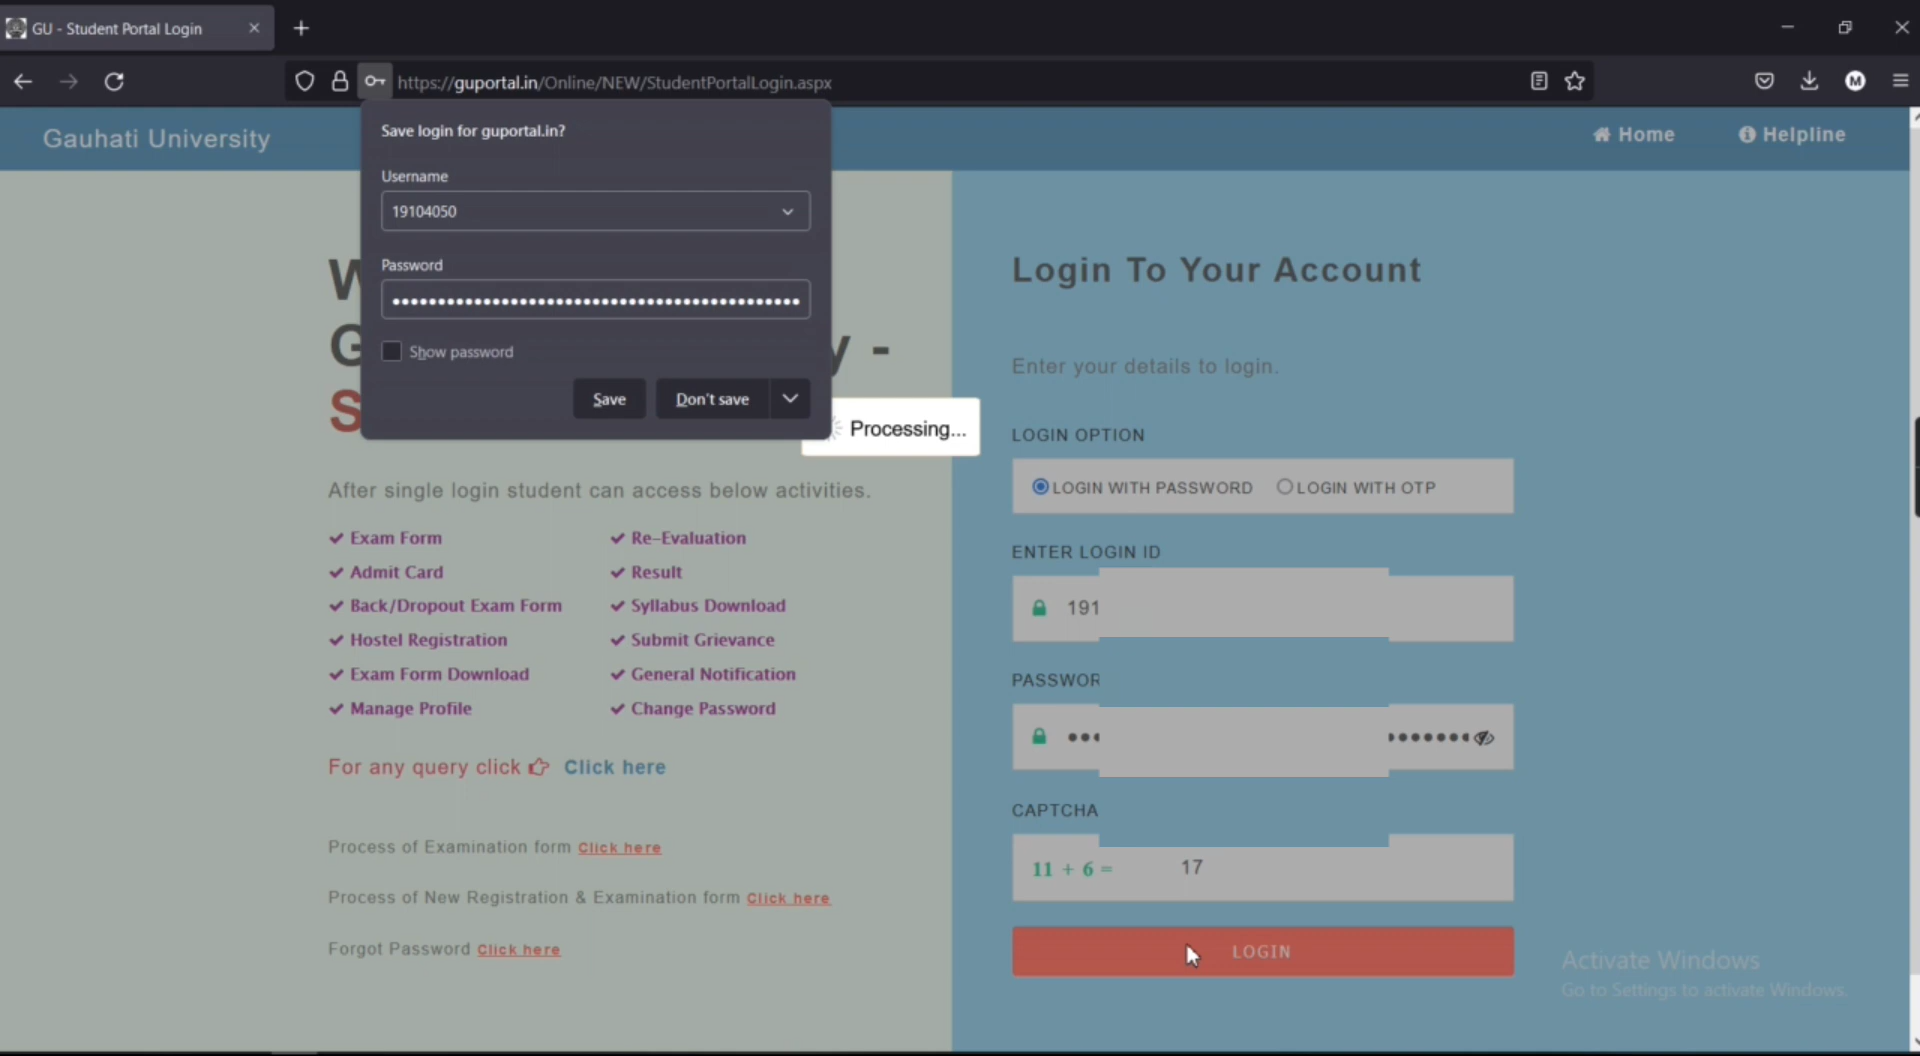 GU - Student Portal Login
https://guportal.in/Online/NEW/StudentPortalLogin.aspx
M
Gauhati University
Home
Helpline
Save login for guportal.in?
Username
19104050
Password
••••••••••••••••••••••••••••••••••••••••••••
Show password
Save
Don't save
W
G
y -
S
Processing...
After single login student can access below activities.
Exam Form
Re-Evaluation
Admit Card
Result
Back/Dropout Exam Form
Syllabus Download
Hostel Registration
Submit Grievance
Exam Form Download
General Notification
Manage Profile
Change Password
For any query click Click here
Process of Examination form Click here
Process of New Registration & Examination form Click here
Forgot Password Click here
Login To Your Account
Enter your details to login.
LOGIN OPTION
LOGIN WITH PASSWORD LOGIN WITH OTP
ENTER LOGIN ID
191
PASSWOR
CAPTCHA
11 + 6 = 17
LOGIN
Activate Windows
Go to Settings to activate Windows.